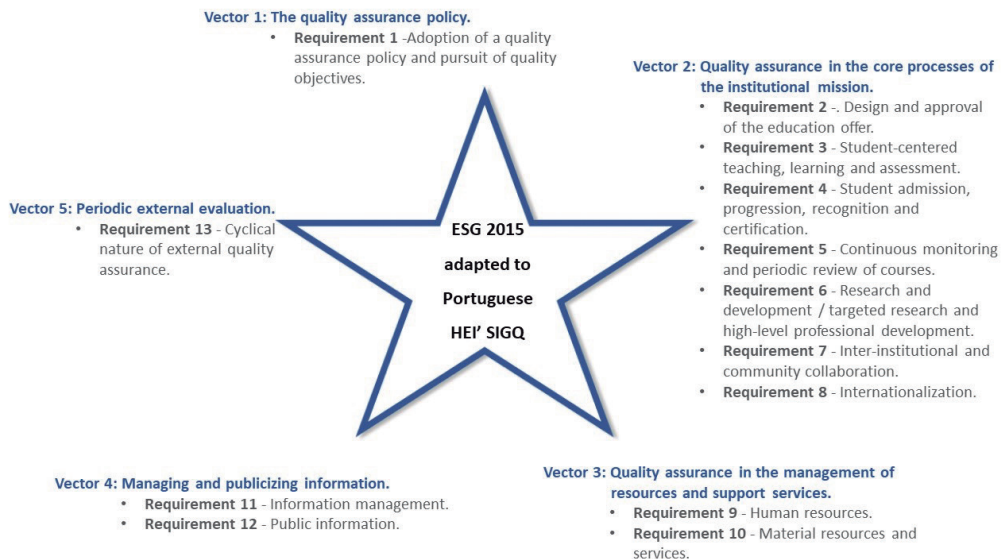 Vector 1: The quality assurance policy.
• Requirement 1 -Adoption of a quality
assurance policy and pursuit of quality
objectives.
Vector 2: Quality assurance in the core processes of
the institutional mission.
• Requirement 2 -. Design and approval
of the education offer.
• Requirement 3 - Student-centered
teaching, learning and assessment.
• Requirement 4 - Student admission,
progression, recognition and
certification.
• Requirement 5 - Continuous monitoring
and periodic review of courses.
• Requirement 6 - Research and
development / targeted research and
high-level professional development.
• Requirement 7 - Inter-institutional and
community collaboration.
• Requirement 8 - Internationalization.
Vector 5: Periodic external evaluation.
• Requirement 13 - Cyclical
nature of external quality
assurance.
ESG 2015
adapted to
Portuguese
HEI’ SIGQ
Vector 4: Managing and publicizing information.
• Requirement 11 - Information management.
• Requirement 12 - Public information.
Vector 3: Quality assurance in the management of
resources and support services.
• Requirement 9 - Human resources.
• Requirement 10 - Material resources and
services.